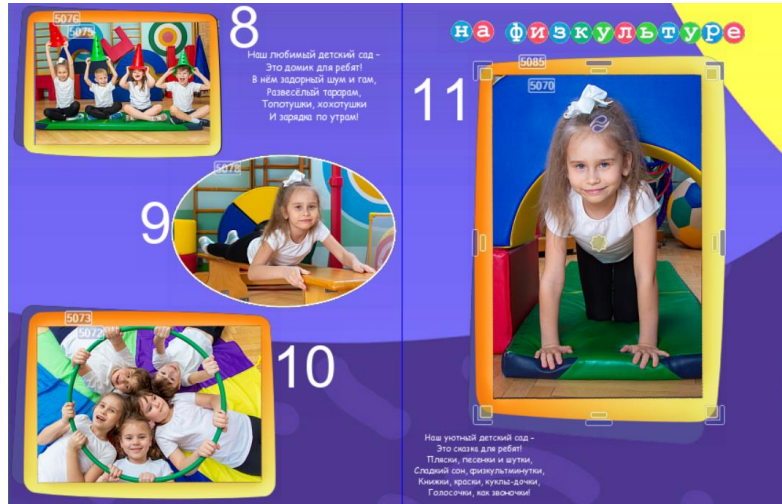 8
5076
5075
Наш любимый детский сад –
Это домик для ребят!
В нём задорный шум и гам,
Развесёлый тарарам,
Топотушки, хохотушки
И зарядка по утрам!
9
5078
10
5073
5072
на физкультуре
11
5085
5070
Наш уютный детский сад –
Это сказка для ребят!
Пляски, песенки и шутки,
Сладкий сон, физкультминутки,
Книжки, краски, куклы-дочки,
Голосочки, как звоночки!